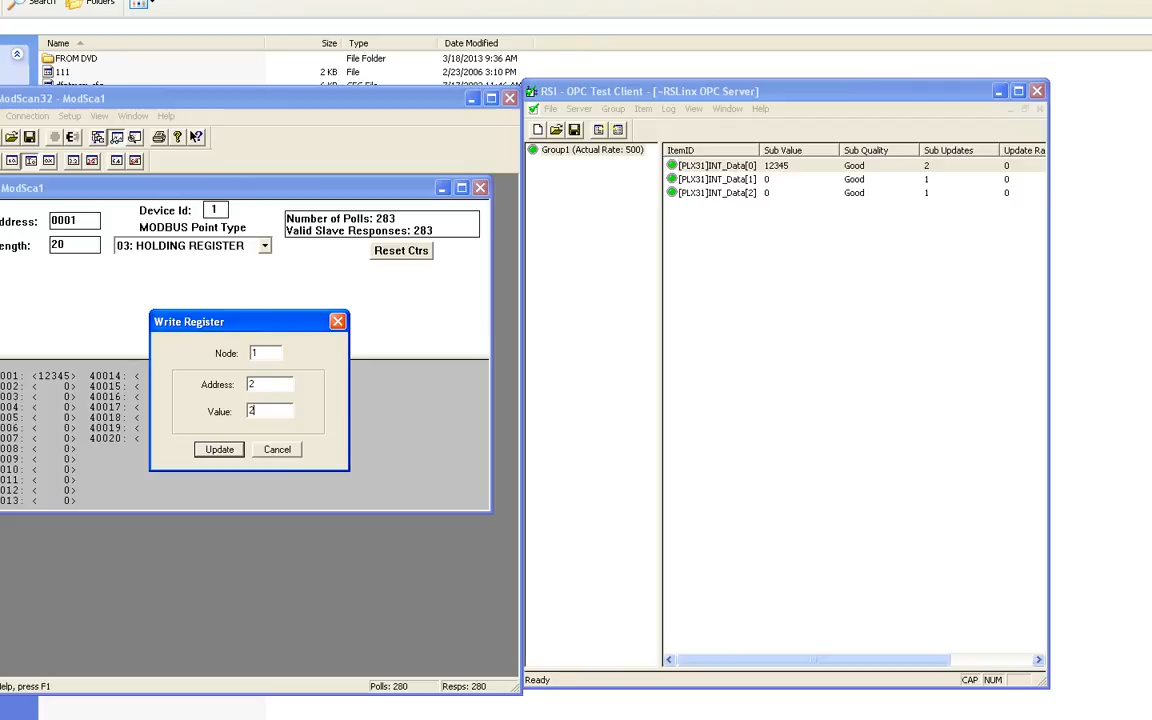 Search Folders
Name Size Type Date Modified
FROM DVD File Folder 3/18/2013 9:36 AM
111 2 KB File 2/23/2006 3:10 PM
ModScan32 - ModSca1
Connection Setup View Window Help
ModSca1
ddress: 0001
ength: 20
Device Id: 1
MODBUS Point Type
03: HOLDING REGISTER
Number of Polls: 283
Valid Slave Responses: 283
Reset Ctrs
001: <12345> 40014: <
002: < 0> 40015: <
003: < 0> 40016: <
004: < 0> 40017: <
005: < 0> 40018: <
006: < 0> 40019: <
007: < 0> 40020: <
008: < 0>
009: < 0>
010: < 0>
011: < 0>
012: < 0>
013: < 0>
Write Register
Node: 1
Address: 2
Value: 2
Update Cancel
elp, press F1 Polls: 280 Resps: 280
RSI - OPC Test Client - [~RSLinx OPC Server]
File Server Group Item Log View Window Help
Group1 (Actual Rate: 500)
ItemID Sub Value Sub Quality Sub Updates Update Ra
[PLX31]INT_Data[0] 12345 Good 2 0
[PLX31]INT_Data[1] 0 Good 1 0
[PLX31]INT_Data[2] 0 Good 1 0
Ready CAP NUM